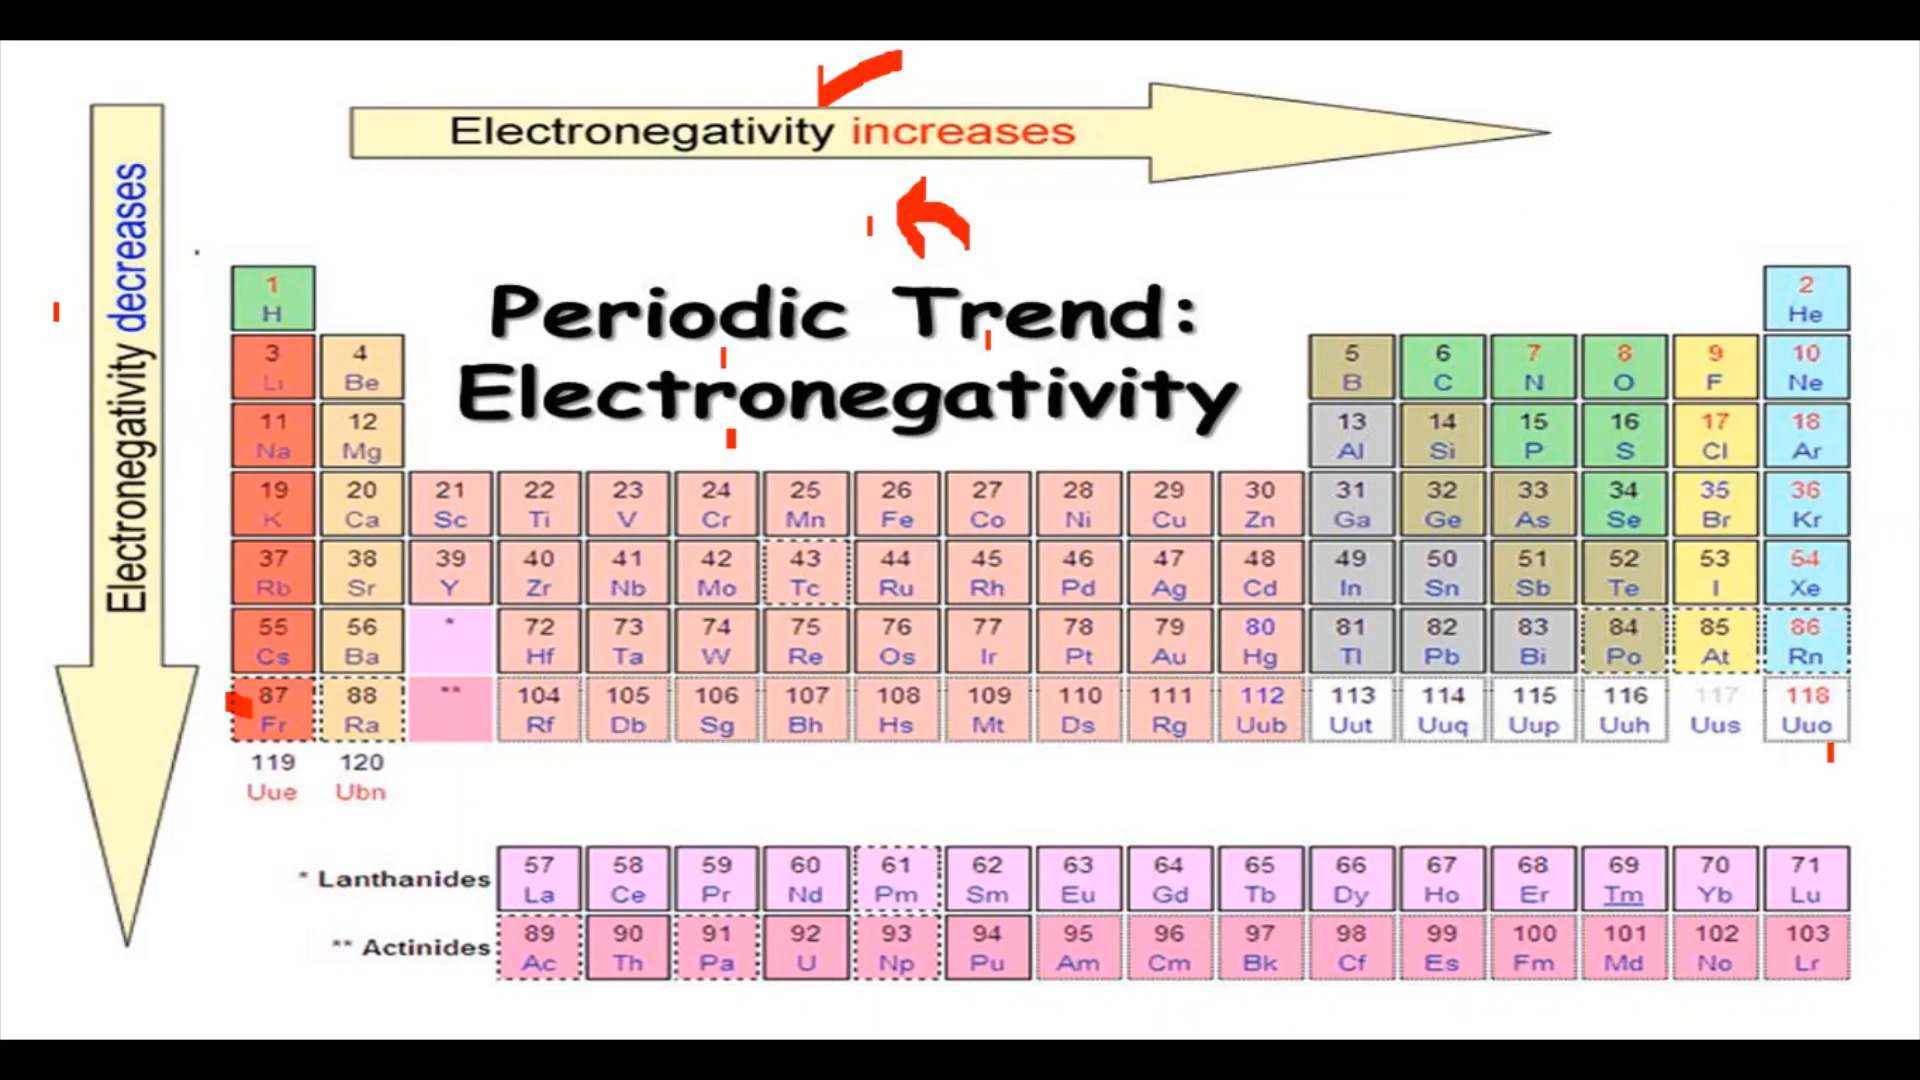 Electronegativity increases
Electronegativity decreases
Periodic Trend:
Electronegativity
1 2
H He
3 4 5 6 7 8 9 10
Li Be B C N O F Ne
11 12 13 14 15 16 17 18
Na Mg Al Si P S Cl Ar
19 20 21 22 23 24 25 26 27 28 29 30 31 32 33 34 35 36
K Ca Sc Ti V Cr Mn Fe Co Ni Cu Zn Ga Ge As Se Br Kr
37 38 39 40 41 42 43 44 45 46 47 48 49 50 51 52 53 54
Rb Sr Y Zr Nb Mo Tc Ru Rh Pd Ag Cd In Sn Sb Te I Xe
55 56 * 72 73 74 75 76 77 78 79 80 81 82 83 84 85 86
Cs Ba Hf Ta W Re Os Ir Pt Au Hg Tl Pb Bi Po At Rn
87 88 ** 104 105 106 107 108 109 110 111 112 113 114 115 116 117 118
Fr Ra Rf Db Sg Bh Hs Mt Ds Rg Uub Uut Uuq Uup Uuh Uus Uuo
119 120
Uue Ubn
* Lanthanides
57 58 59 60 61 62 63 64 65 66 67 68 69 70 71
La Ce Pr Nd Pm Sm Eu Gd Tb Dy Ho Er Tm Yb Lu
** Actinides
89 90 91 92 93 94 95 96 97 98 99 100 101 102 103
Ac Th Pa U Np Pu Am Cm Bk Cf Es Fm Md No Lr